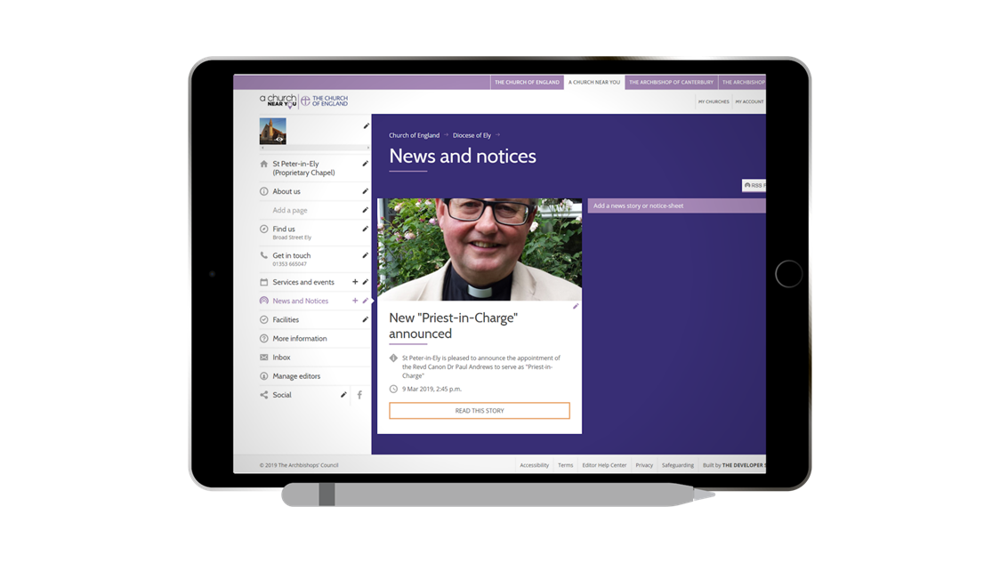 THE CHURCH OF ENGLAND
A CHURCH NEAR YOU
THE ARCHBISHOP OF CANTERBURY
THE ARCHBISHOP
a church
NEAR YOU
THE CHURCH
OF ENGLAND
MY CHURCHES
MY ACCOUNT
St Peter-in-Ely
(Proprietary Chapel)
About us
Add a page
Find us
Broad Street Ely
Get in touch
01353 665047
Services and events
News and Notices
Facilities
More information
Inbox
Manage editors
Social
Church of England
Diocese of Ely
News and notices
RSS F
Add a news story or notice-sheet
New "Priest-in-Charge"
announced
St Peter-in-Ely is pleased to announce the appointment of
the Revd Canon Dr Paul Andrews to serve as "Priest-in-
Charge"
9 Mar 2019, 2:45 p.m.
READ THIS STORY
© 2019 The Archbishops' Council
Accessibility
Terms
Editor Help Center
Privacy
Safeguarding
Built by THE DEVELOPER S